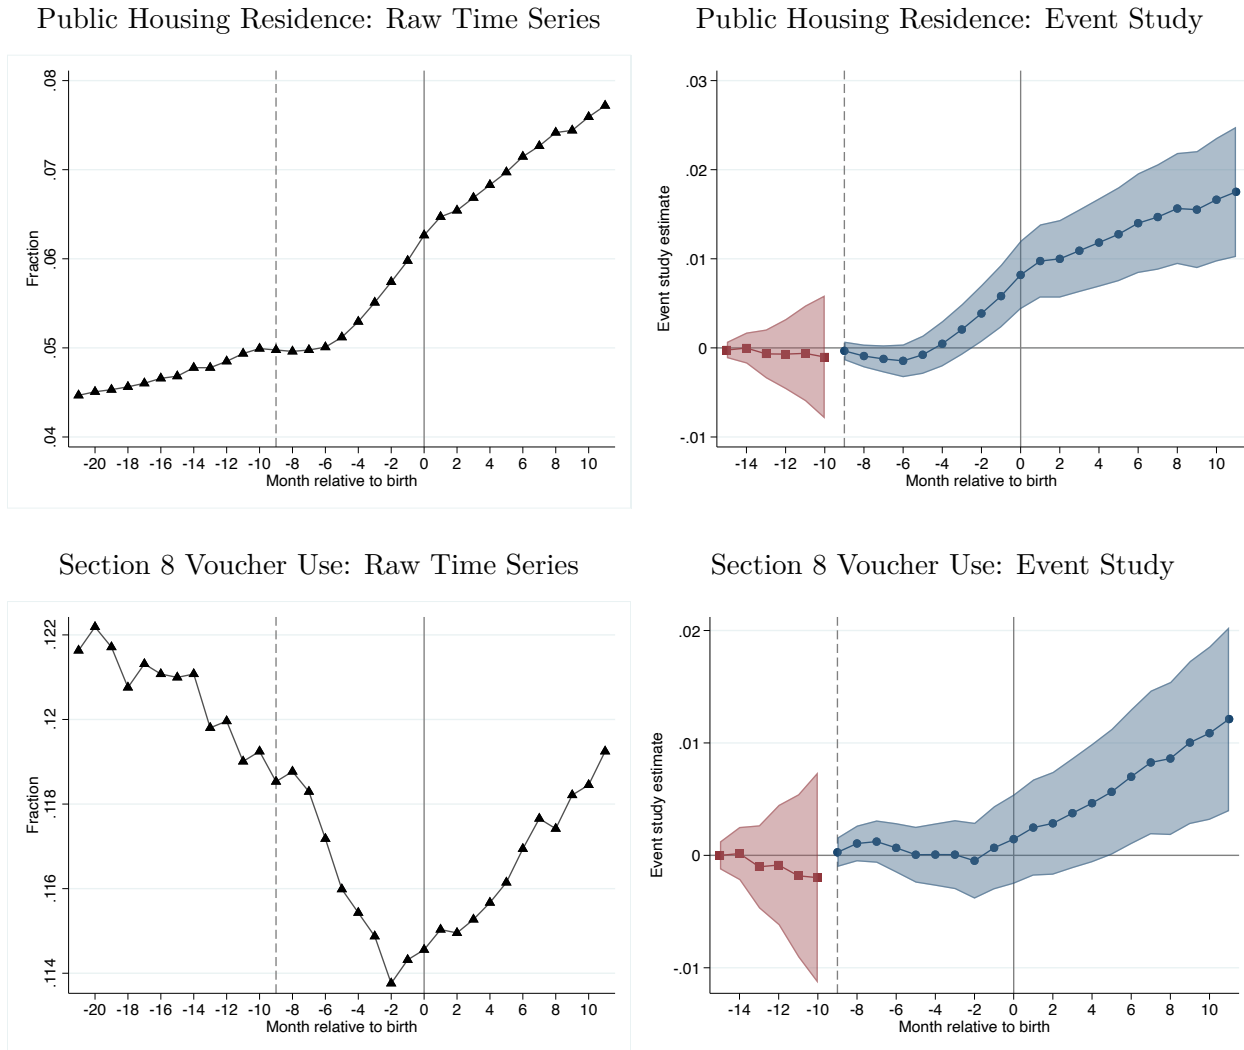 Public Housing Residence: Raw Time Series
Public Housing Residence: Event Study
.08
.07
.06
.05
.04
Fraction
-20 -18 -16 -14 -12 -10 -8 -6 -4 -2 0 2 4 6 8 10
Month relative to birth
.03
.02
.01
0
-.01
Event study estimate
-14 -12 -10 -8 -6 -4 -2 0 2 4 6 8 10
Month relative to birth
Section 8 Voucher Use: Raw Time Series
Section 8 Voucher Use: Event Study
.122
.12
.118
.116
.114
Fraction
-20 -18 -16 -14 -12 -10 -8 -6 -4 -2 0 2 4 6 8 10
Month relative to birth
.02
.01
0
-.01
Event study estimate
-14 -12 -10 -8 -6 -4 -2 0 2 4 6 8 10
Month relative to birth